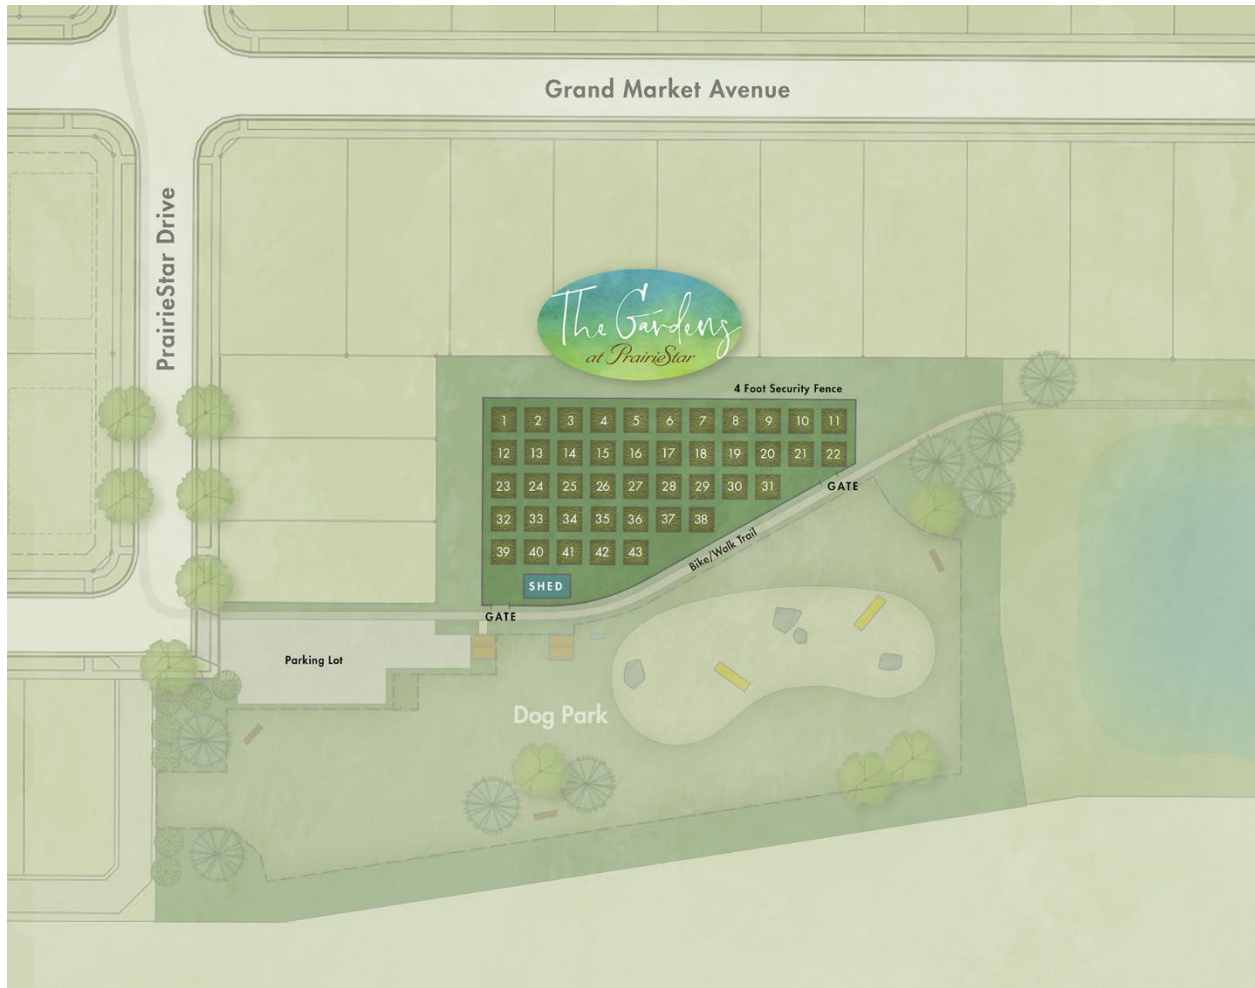 Grand Market Avenue
PrairieStar Drive
The Gardens
at PrairieStar
4 Foot Security Fence
1 2 3 4 5 6 7 8 9 10 11
12 13 14 15 16 17 18 19 20 21 22
23 24 25 26 27 28 29 30 31
GATE
32 33 34 35 36 37 38
Bike/Walk Trail
39 40 41 42 43
SHED
GATE
Parking Lot
Dog Park